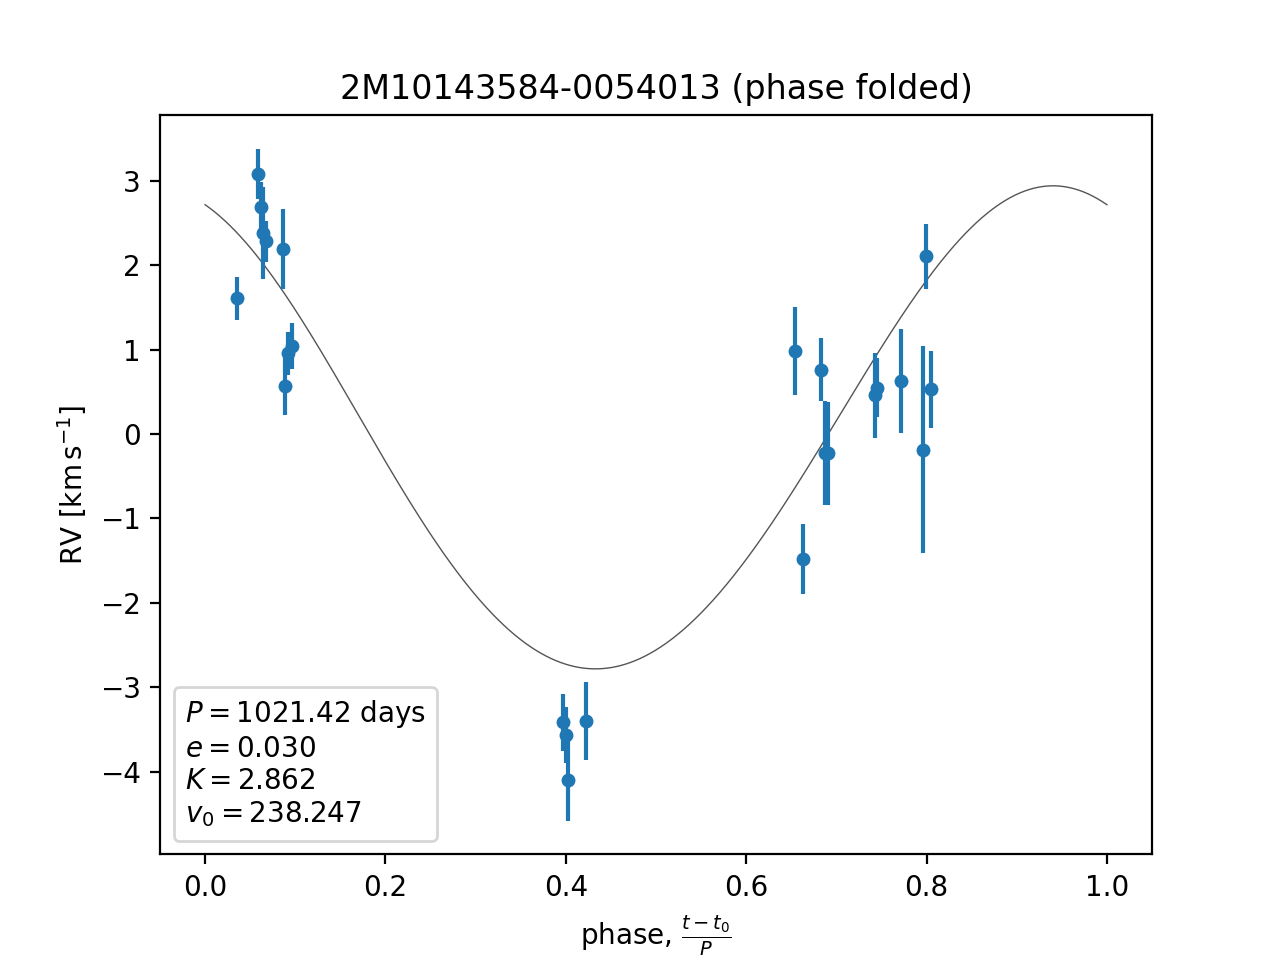 2M10143584-0054013 (phase folded)
RV [km s⁻¹]
3
2
1
0
−1
−2
−3
−4
P = 1021.42 days
e = 0.030
K = 2.862
v₀ = 238.247
0.0 0.2 0.4 0.6 0.8 1.0
phase, (t − t₀)/P